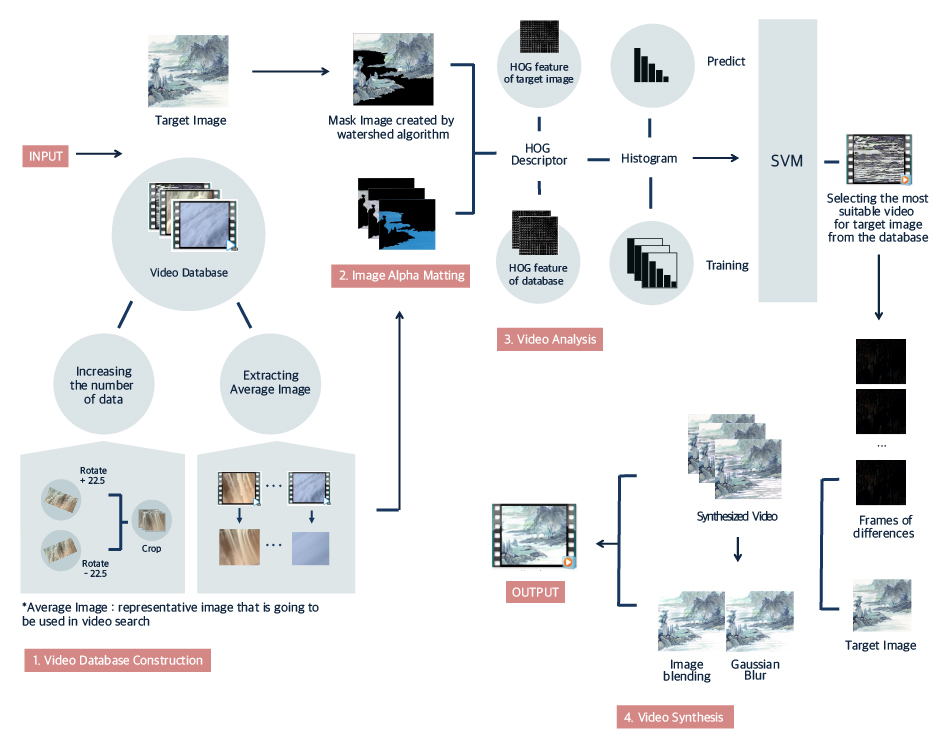 Target Image
INPUT
Video Database
Increasing
the number
of data
Extracting
Average Image
Rotate
+ 22.5
Rotate
- 22.5
Crop
*Average Image : representative image that is going to
be used in video search
1. Video Database Construction
Mask Image created by
watershed algorithm
2. Image Alpha Matting
HOG feature
of target image
HOG
Descriptor
HOG feature
of database
Predict
Histogram
Training
3. Video Analysis
SVM
Selecting the most
suitable video
for target image
from the database
...
Frames of
differences
Target Image
Synthesized Video
Image
blending
Gaussian
Blur
OUTPUT
4. Video Synthesis